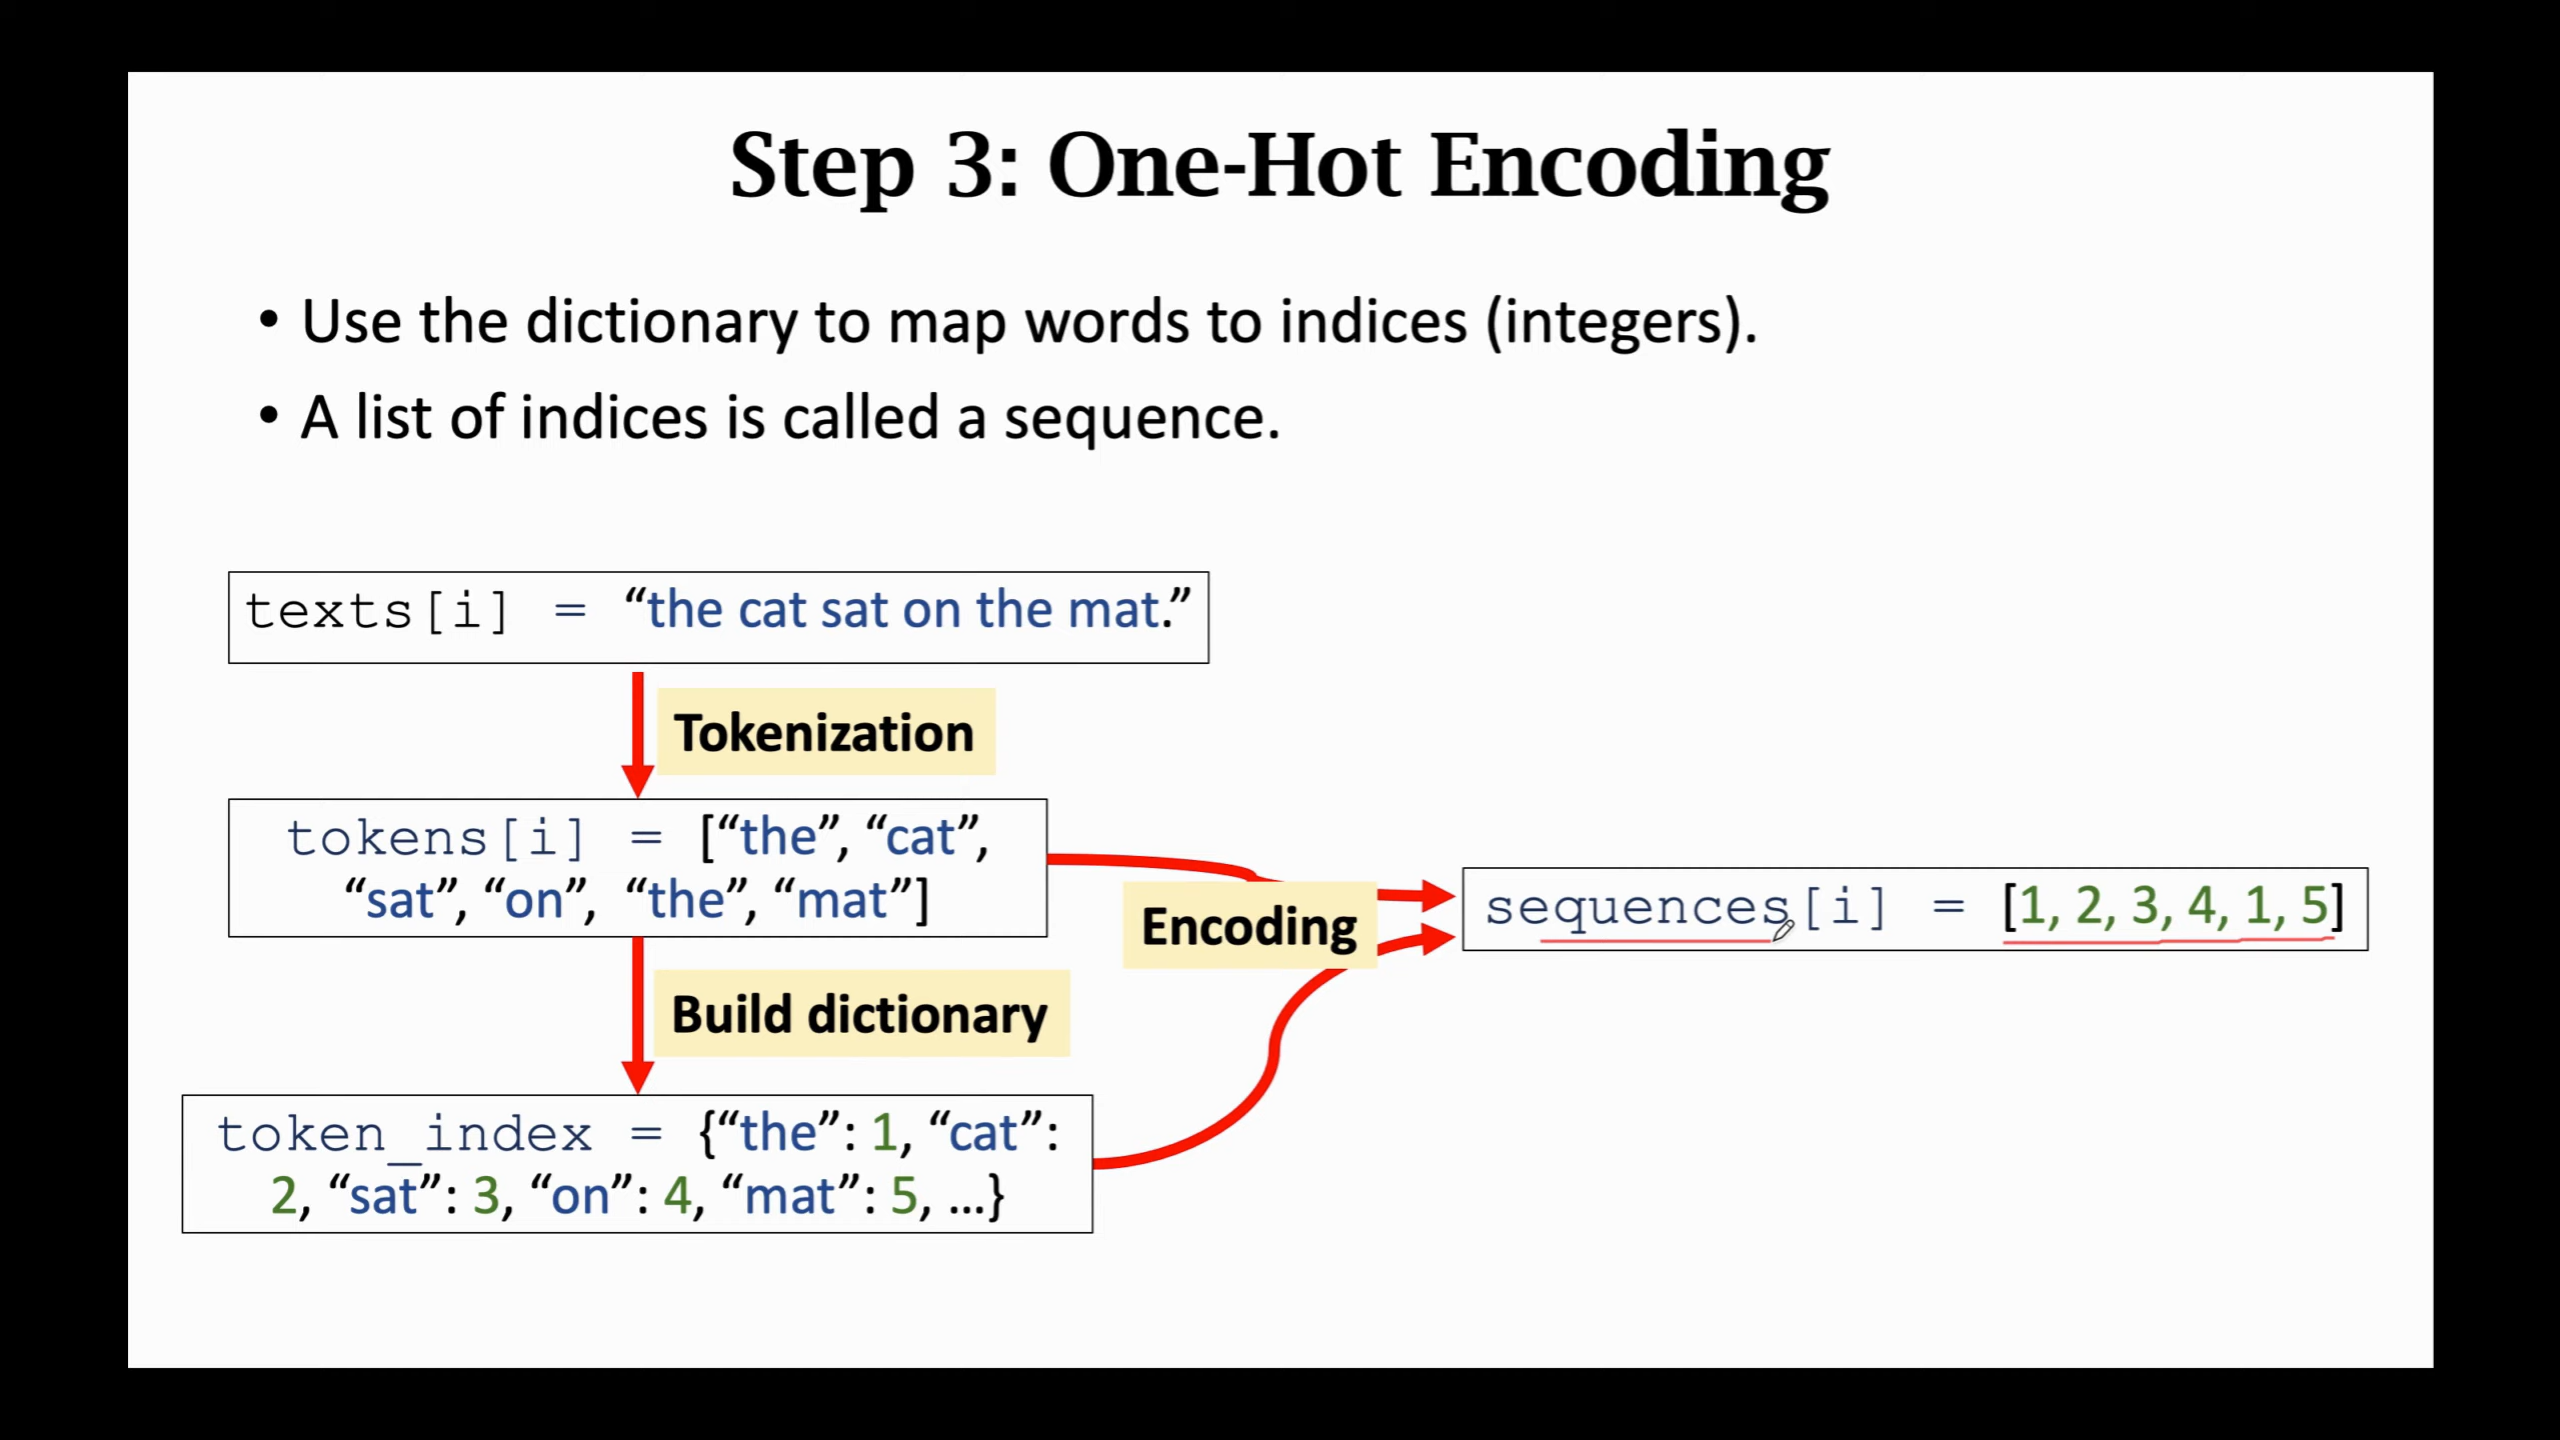 Step 3: One-Hot Encoding
• Use the dictionary to map words to indices (integers).
• A list of indices is called a sequence.
texts[i] = “the cat sat on the mat.”
Tokenization
tokens[i] = [“the”, “cat”,
“sat”, “on”, “the”, “mat”]
Encoding
sequences[i] = [1, 2, 3, 4, 1, 5]
Build dictionary
token_index = {“the”: 1, “cat”:
2, “sat”: 3, “on”: 4, “mat”: 5, …}